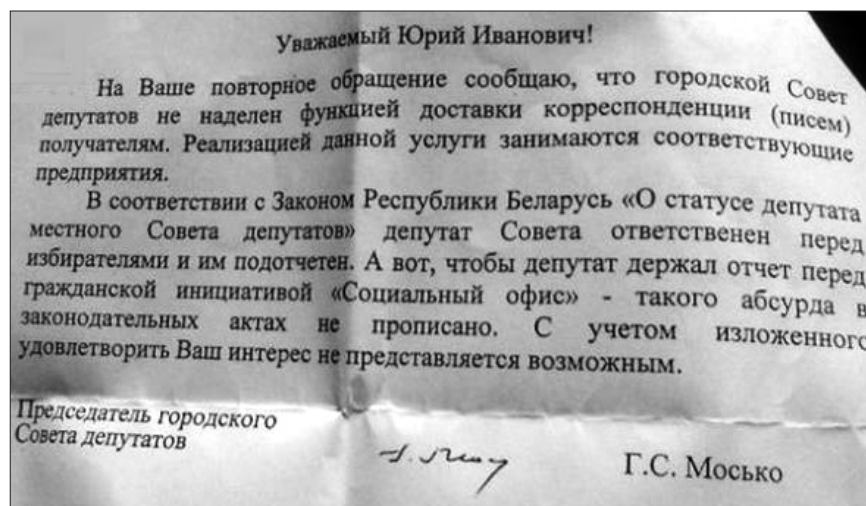 Уважаемый Юрий Иванович!
На Ваше повторное обращение сообщаю, что городской Совет
депутатов не наделен функцией доставки корреспонденции (писем)
получателям. Реализацией данной услуги занимаются соответствующие
предприятия.
В соответствии с Законом Республики Беларусь «О статусе депутата
местного Совета депутатов» депутат Совета ответственен перед
избирателями и им подотчетен. А вот, чтобы депутат держал отчет перед
гражданской инициативой «Социальный офис» - такого абсурда в
законодательных актах не прописано. С учетом изложенного
удовлетворить Ваш интерес не представляется возможным.
Председатель городского
Совета депутатов
Г.С. Мосько